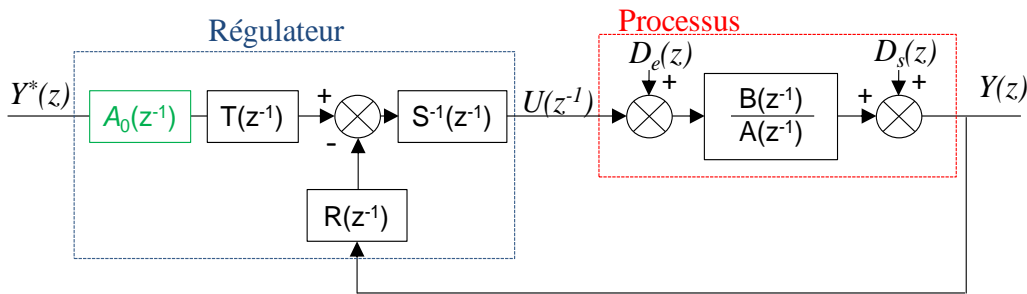 Régulateur
Processus
Y*(z)
A₀(z⁻¹)
T(z⁻¹)
+
-
S⁻¹(z⁻¹)
U(z⁻¹)
Dₑ(z)
+
B(z⁻¹)
A(z⁻¹)
+
Dₛ(z)
+
Y(z)
R(z⁻¹)